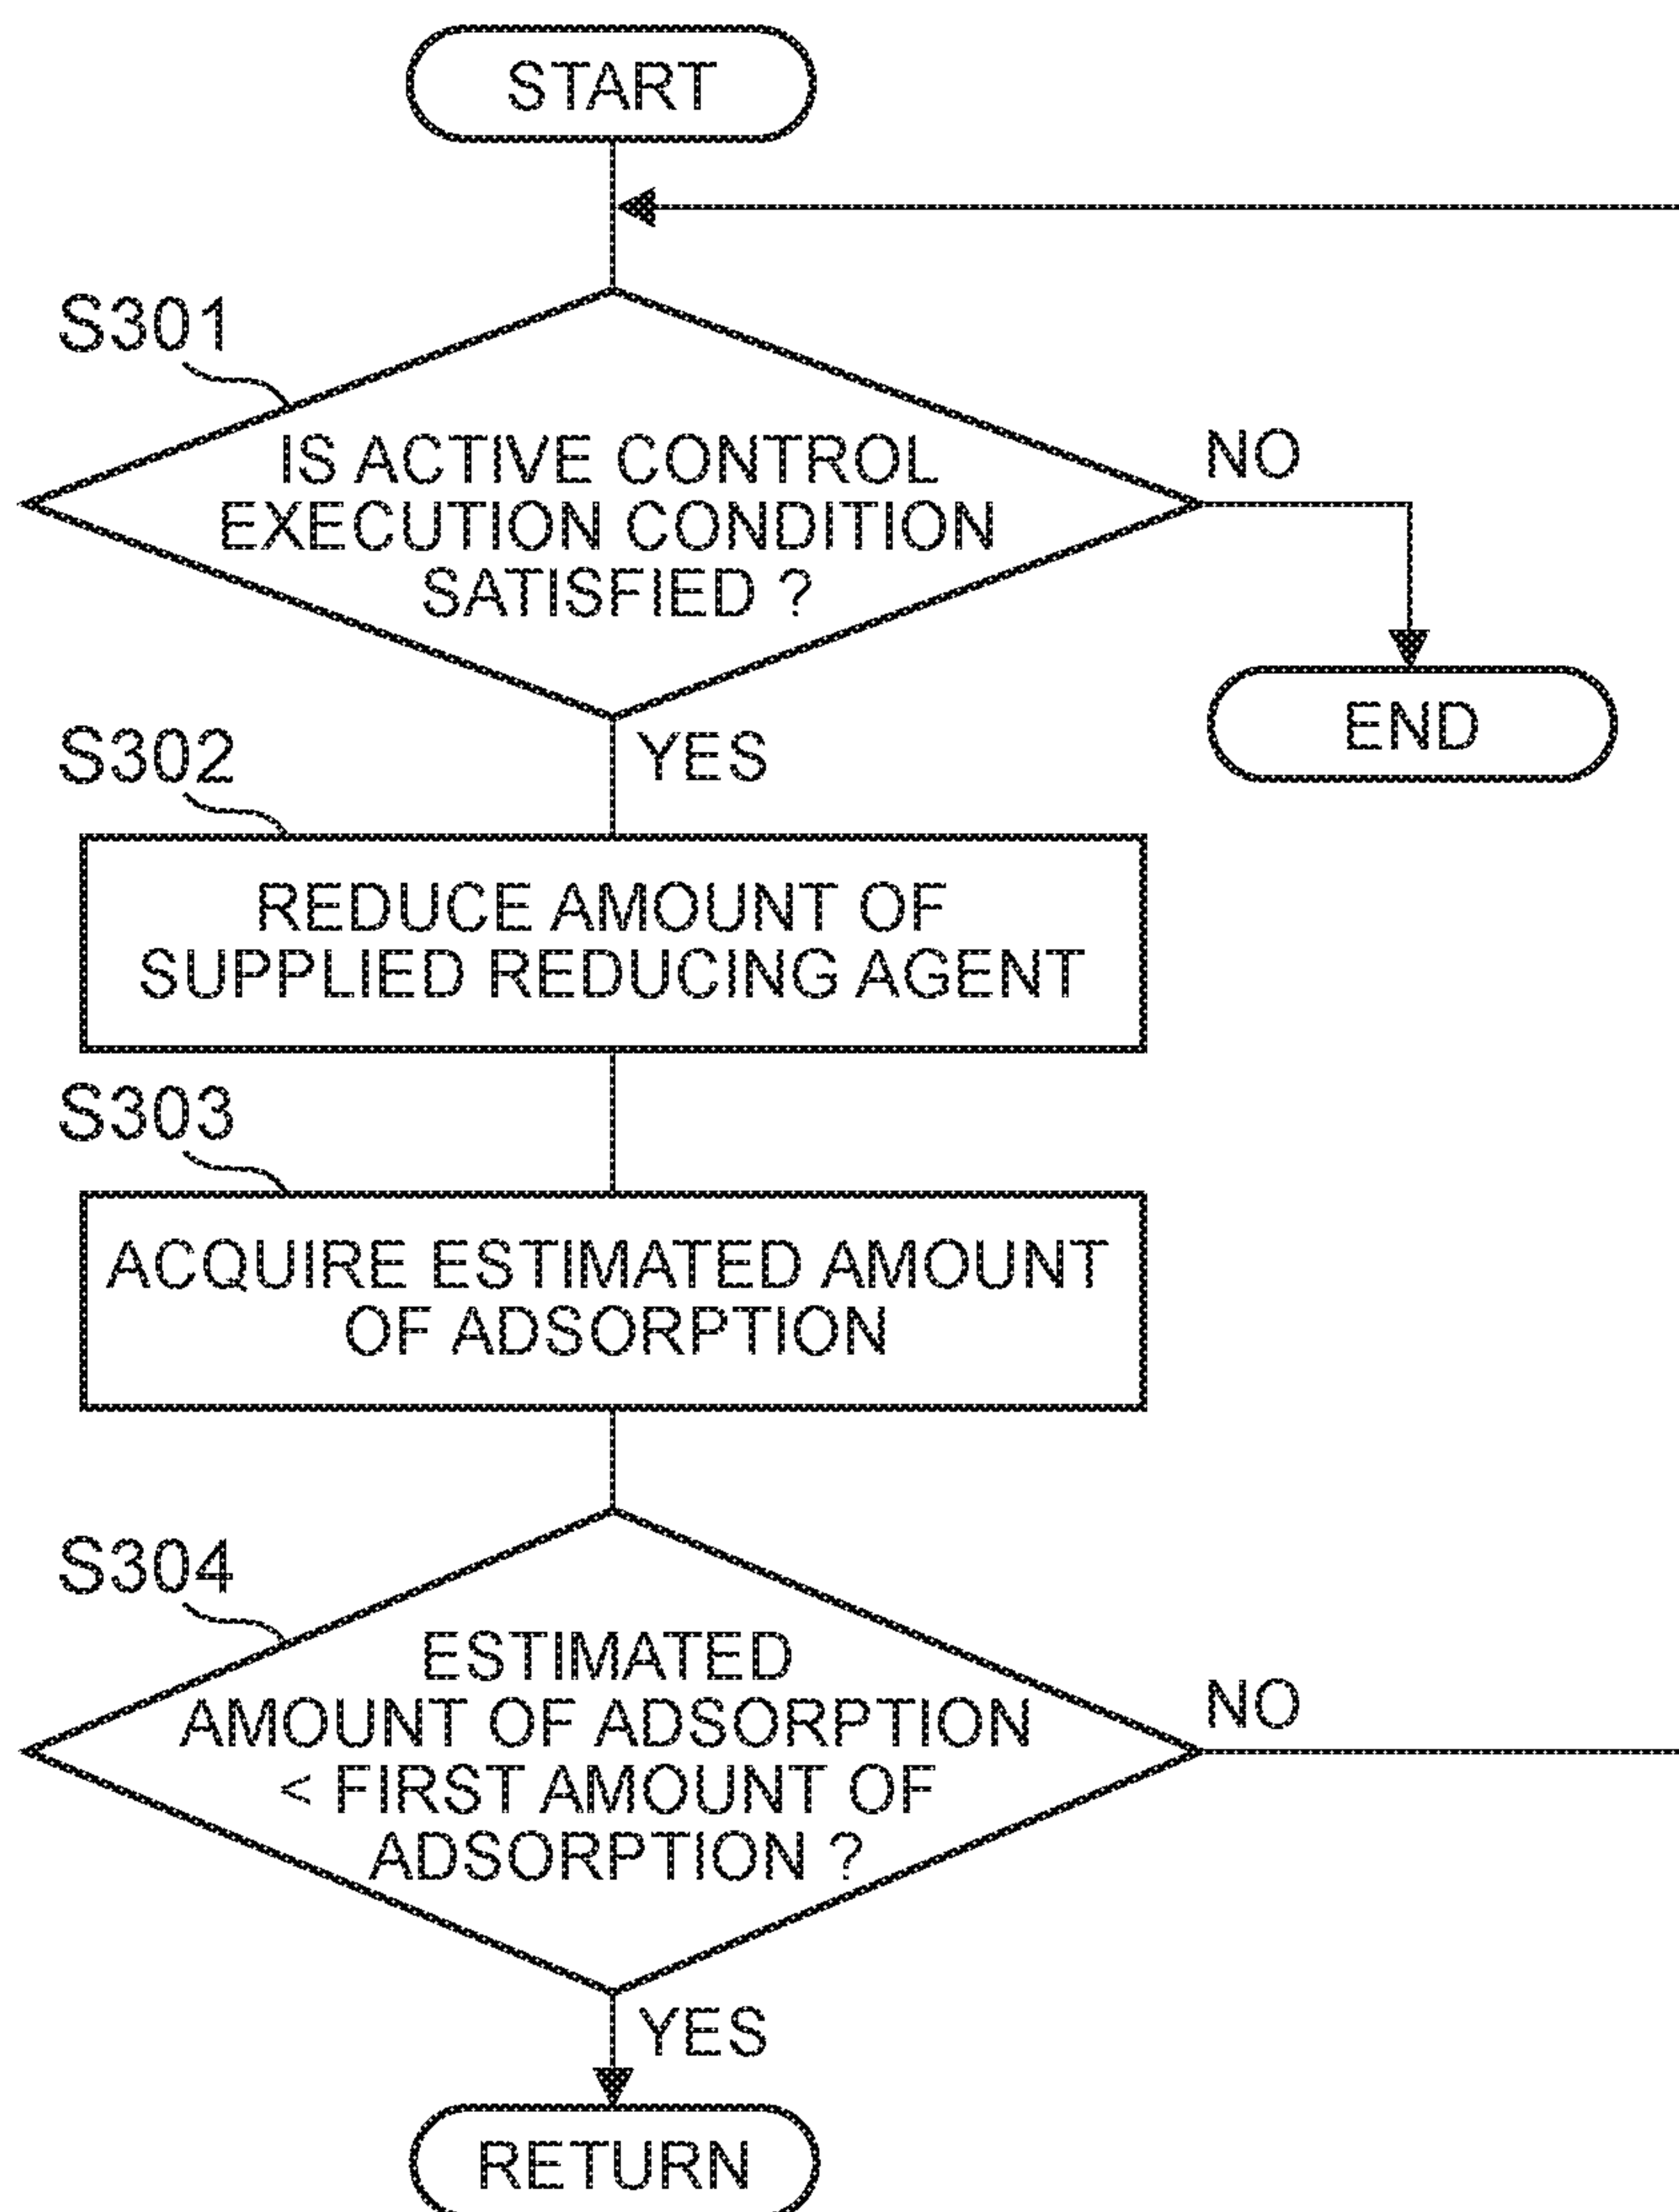 START
S301
IS ACTIVE CONTROL
EXECUTION CONDITION
SATISFIED ?
NO
END
YES
S302
REDUCE AMOUNT OF
SUPPLIED REDUCING AGENT
S303
ACQUIRE ESTIMATED AMOUNT
OF ADSORPTION
S304
ESTIMATED
AMOUNT OF ADSORPTION
< FIRST AMOUNT OF
ADSORPTION ?
NO
YES
RETURN